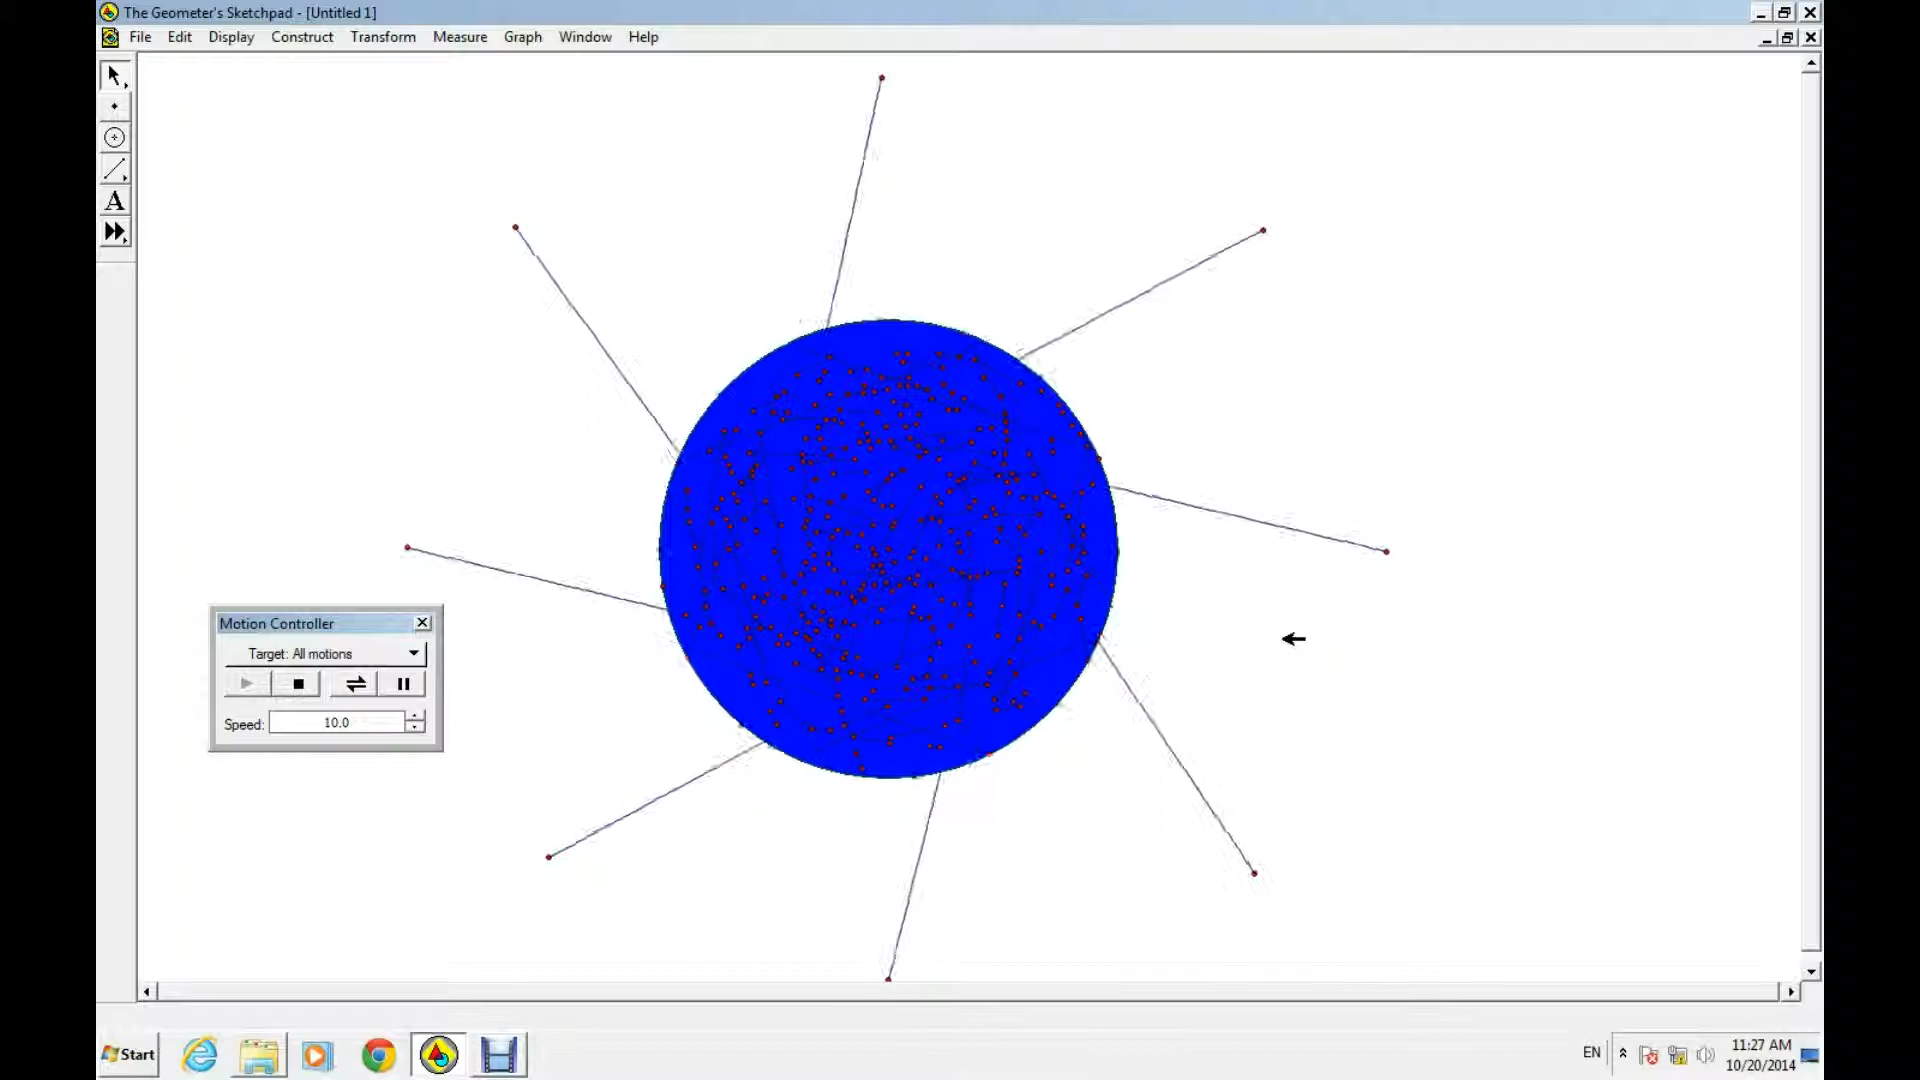 The Geometer's Sketchpad - [Untitled 1]
File Edit Display Construct Transform Measure Graph Window Help
A
Motion Controller
Target: All motions
Speed: 10.0
Start
EN
11:27 AM
10/20/2014